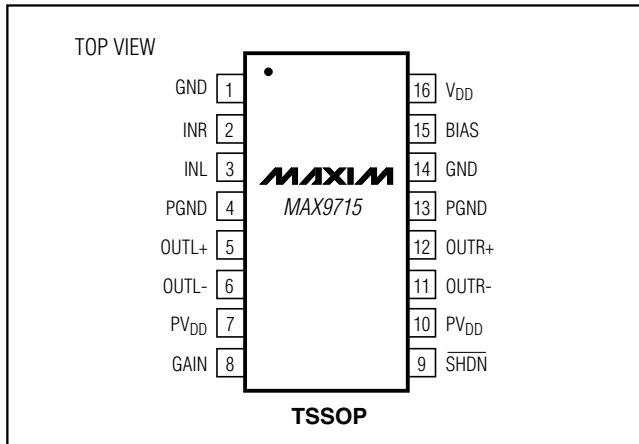 TOP VIEW
GND 1 16 VDD
INR 2 15 BIAS
INL 3 14 GND
MAXIM
PGND 4 MAX9715 13 PGND
OUTL+ 5 12 OUTR+
OUTL- 6 11 OUTR-
PVDD 7 10 PVDD
GAIN 8 9 SHDN
TSSOP